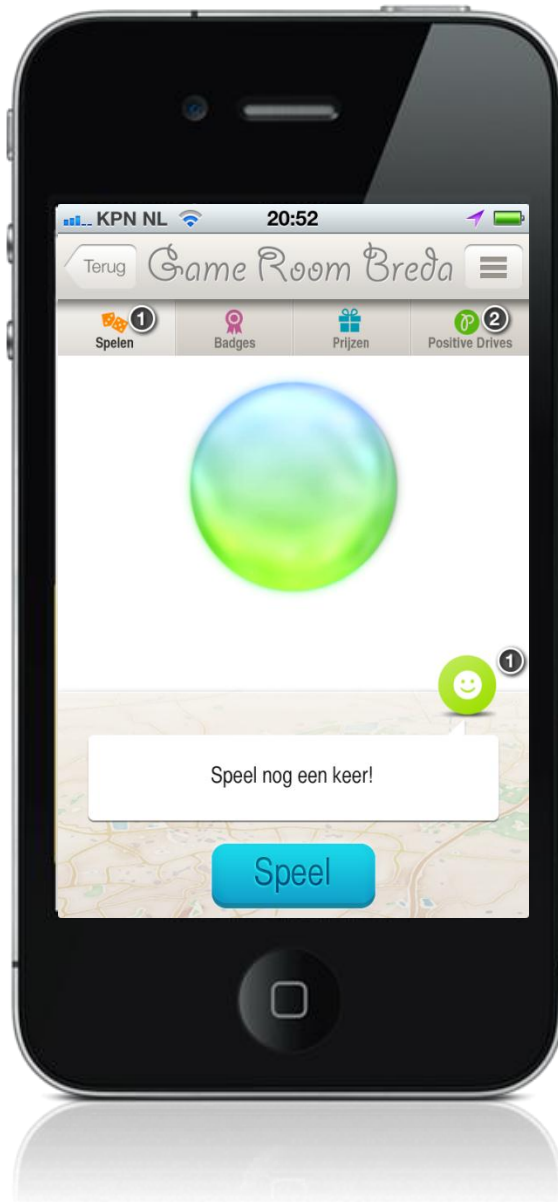 KPN NL 20:52
Terug Game Room Breda
1 2
Spelen Badges Prijzen Positive Drives
1
Speel nog een keer!
Speel